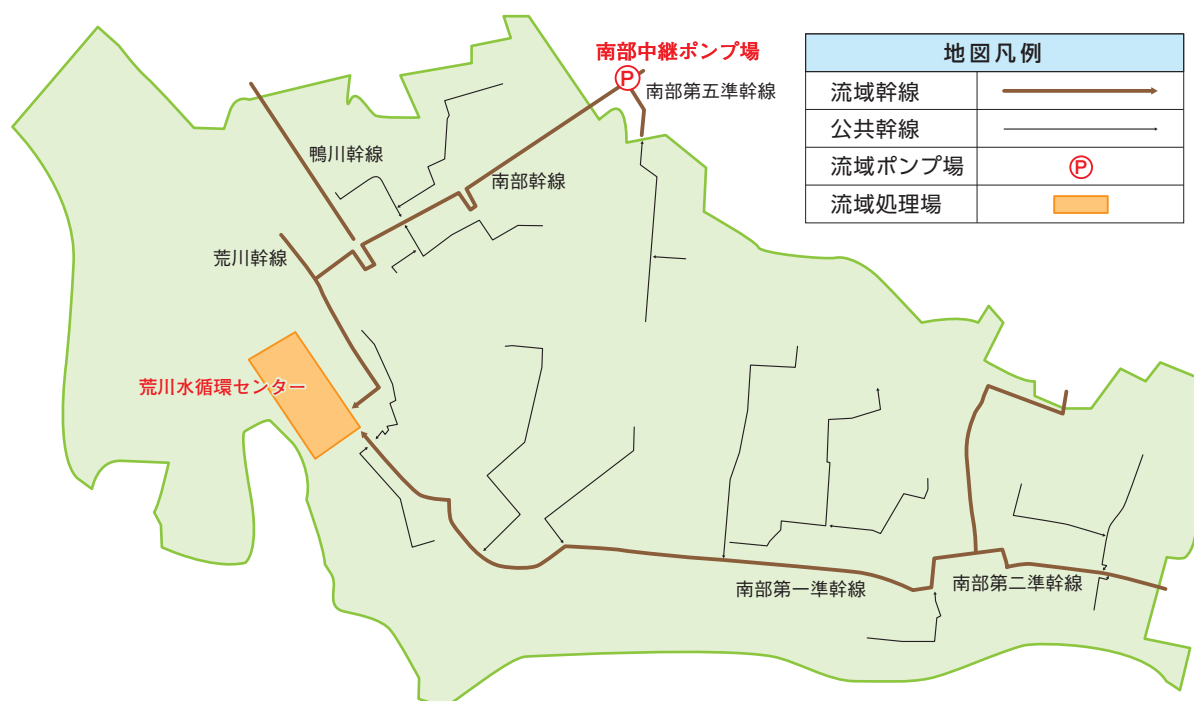 南部中継ポンプ場
P
南部第五準幹線
鴨川幹線
南部幹線
荒川幹線
荒川水循環センター
南部第一準幹線
南部第二準幹線
地図凡例
流域幹線
公共幹線
流域ポンプ場
P
流域処理場